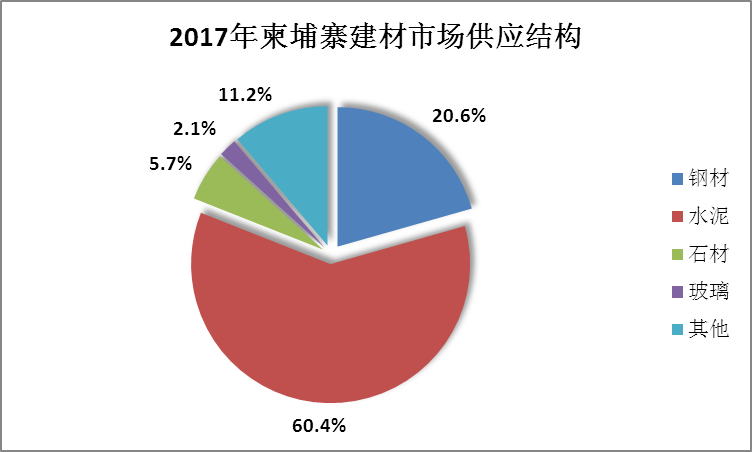 2017年柬埔寨建材市场供应结构
11.2%
20.6%
2.1%
5.7%
60.4%
钢材
水泥
石材
玻璃
其他